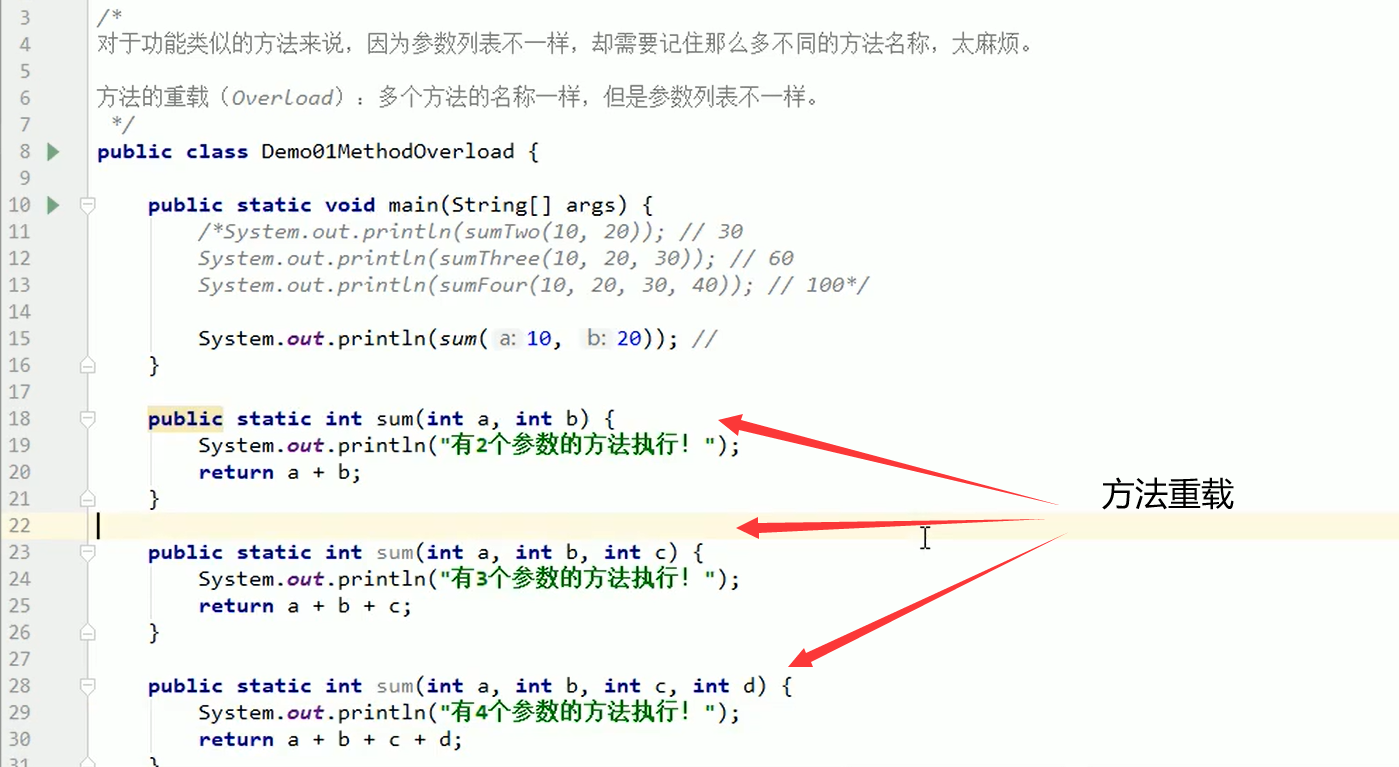 3 /*
4 对于功能类似的方法来说，因为参数列表不一样，却需要记住那么多不同的方法名称，太麻烦。
5
6 方法的重载（Overload）：多个方法的名称一样，但是参数列表不一样。
7 */
8 public class Demo01MethodOverload {
9
10 public static void main(String[] args) {
11 /*System.out.println(sumTwo(10, 20)); // 30
12 System.out.println(sumThree(10, 20, 30)); // 60
13 System.out.println(sumFour(10, 20, 30, 40)); // 100*/
14
15 System.out.println(sum( a: 10, b: 20)); //
16 }
17
18 public static int sum(int a, int b) {
19 System.out.println("有2个参数的方法执行！");
20 return a + b;
21 }
方法重载
22
23 public static int sum(int a, int b, int c) {
24 System.out.println("有3个参数的方法执行！");
25 return a + b + c;
26 }
27
28 public static int sum(int a, int b, int c, int d) {
29 System.out.println("有4个参数的方法执行！");
30 return a + b + c + d;
31 }